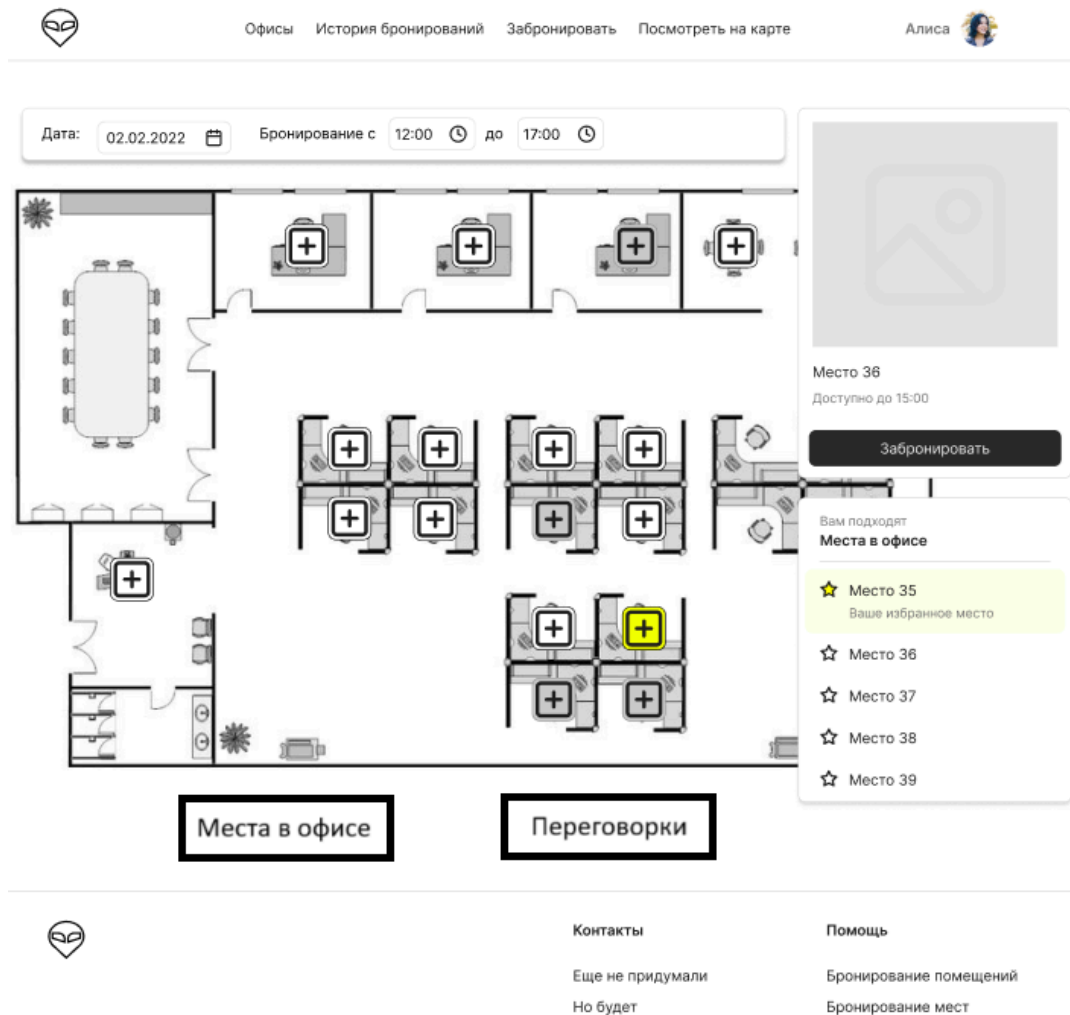 Офисы История бронирований Забронировать Посмотреть на карте Алиса
Дата: 02.02.2022 Бронирование с 12:00 до 17:00
Место 36
Доступно до 15:00
Забронировать
Вам подходят
Места в офисе
Место 35
Ваше избранное место
Место 36
Место 37
Место 38
Место 39
Места в офисе
Переговорки
Контакты
Помощь
Еще не придумали
Бронирование помещений
Но будет
Бронирование мест